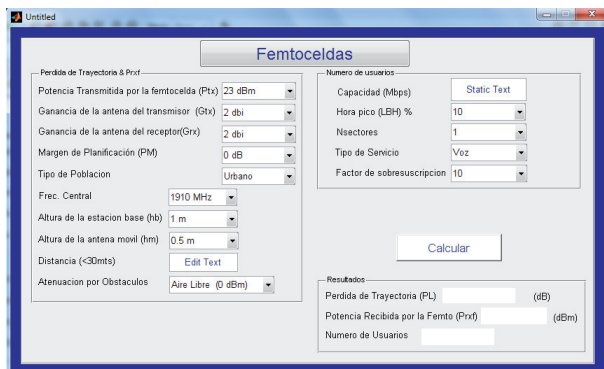 Untitled
Femtoceldas
Perdida de Trayectoria & Prxf
Potencia Transmitida por la femtocelda (Ptx) 23 dBm
Ganancia de la antena del transmisor (Gtx) 2 dbi
Ganancia de la antena del receptor(Grx) 2 dbi
Margen de Planificación (PM) 0 dB
Tipo de Poblacion Urbano
Frec. Central 1910 MHz
Altura de la estacion base (hb) 1 m
Altura de la antena movil (hm) 0.5 m
Distancia (<30mts) Edit Text
Atenuacion por Obstaculos Aire Libre (0 dBm)
Numero de usuarios
Capacidad (Mbps) Static Text
Hora pico (LBH) % 10
Nsectores 1
Tipo de Servicio Voz
Factor de sobresuscripcion 10
Calcular
Resultados
Perdida de Trayectoria (PL) (dB)
Potencia Recibida por la Femto (Prxf) (dBm)
Numero de Usuarios